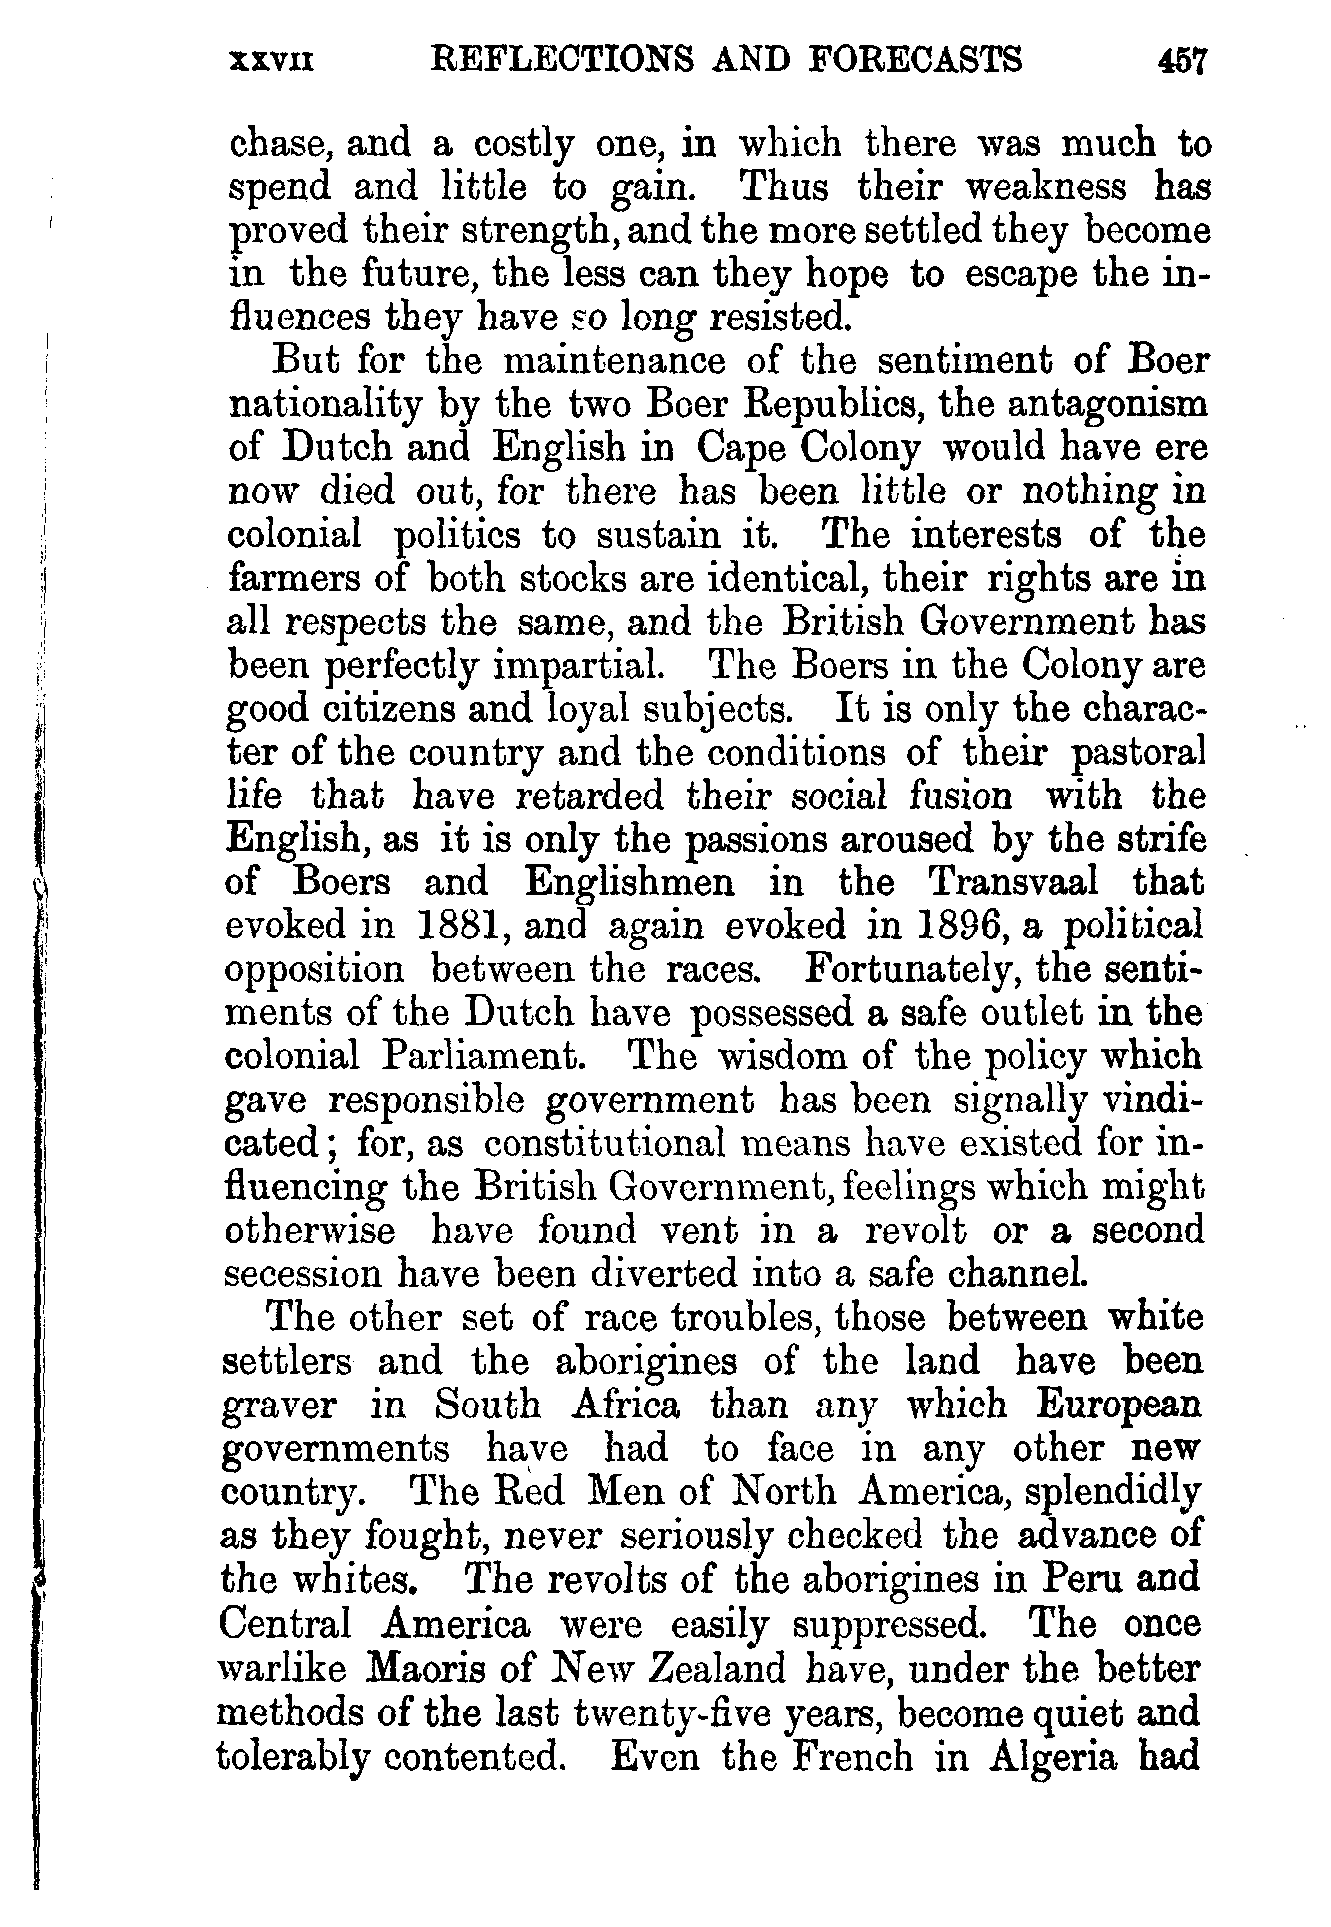 XXVII REFLECTIONS AND FORECASTS 457
chase, and a costly one, in which there was much to
spend and little to gain. Thus their weakness has
proved their strength, and the more settled they become
in the future, the less can they hope to escape the in-
fluences they have so long resisted.
But for the maintenance of the sentiment of Boer
nationality by the two Boer Republics, the antagonism
of Dutch and English in Cape Colony would have ere
now died out, for there has been little or nothing in
colonial politics to sustain it. The interests of the
farmers of both stocks are identical, their rights are in
all respects the same, and the British Government has
been perfectly impartial. The Boers in the Colony are
good citizens and loyal subjects. It is only the charac-
ter of the country and the conditions of their pastoral
life that have retarded their social fusion with the
English, as it is only the passions aroused by the strife
of Boers and Englishmen in the Transvaal that
evoked in 1881, and again evoked in 1896, a political
opposition between the races. Fortunately, the senti-
ments of the Dutch have possessed a safe outlet in the
colonial Parliament. The wisdom of the policy which
gave responsible government has been signally vindi-
cated; for, as constitutional means have existed for in-
fluencing the British Government, feelings which might
otherwise have found vent in a revolt or a second
secession have been diverted into a safe channel.
The other set of race troubles, those between white
settlers and the aborigines of the land have been
graver in South Africa than any which European
governments have had to face in any other new
country. The Red Men of North America, splendidly
as they fought, never seriously checked the advance of
the whites. The revolts of the aborigines in Peru and
Central America were easily suppressed. The once
warlike Maoris of New Zealand have, under the better
methods of the last twenty-five years, become quiet and
tolerably contented. Even the French in Algeria had